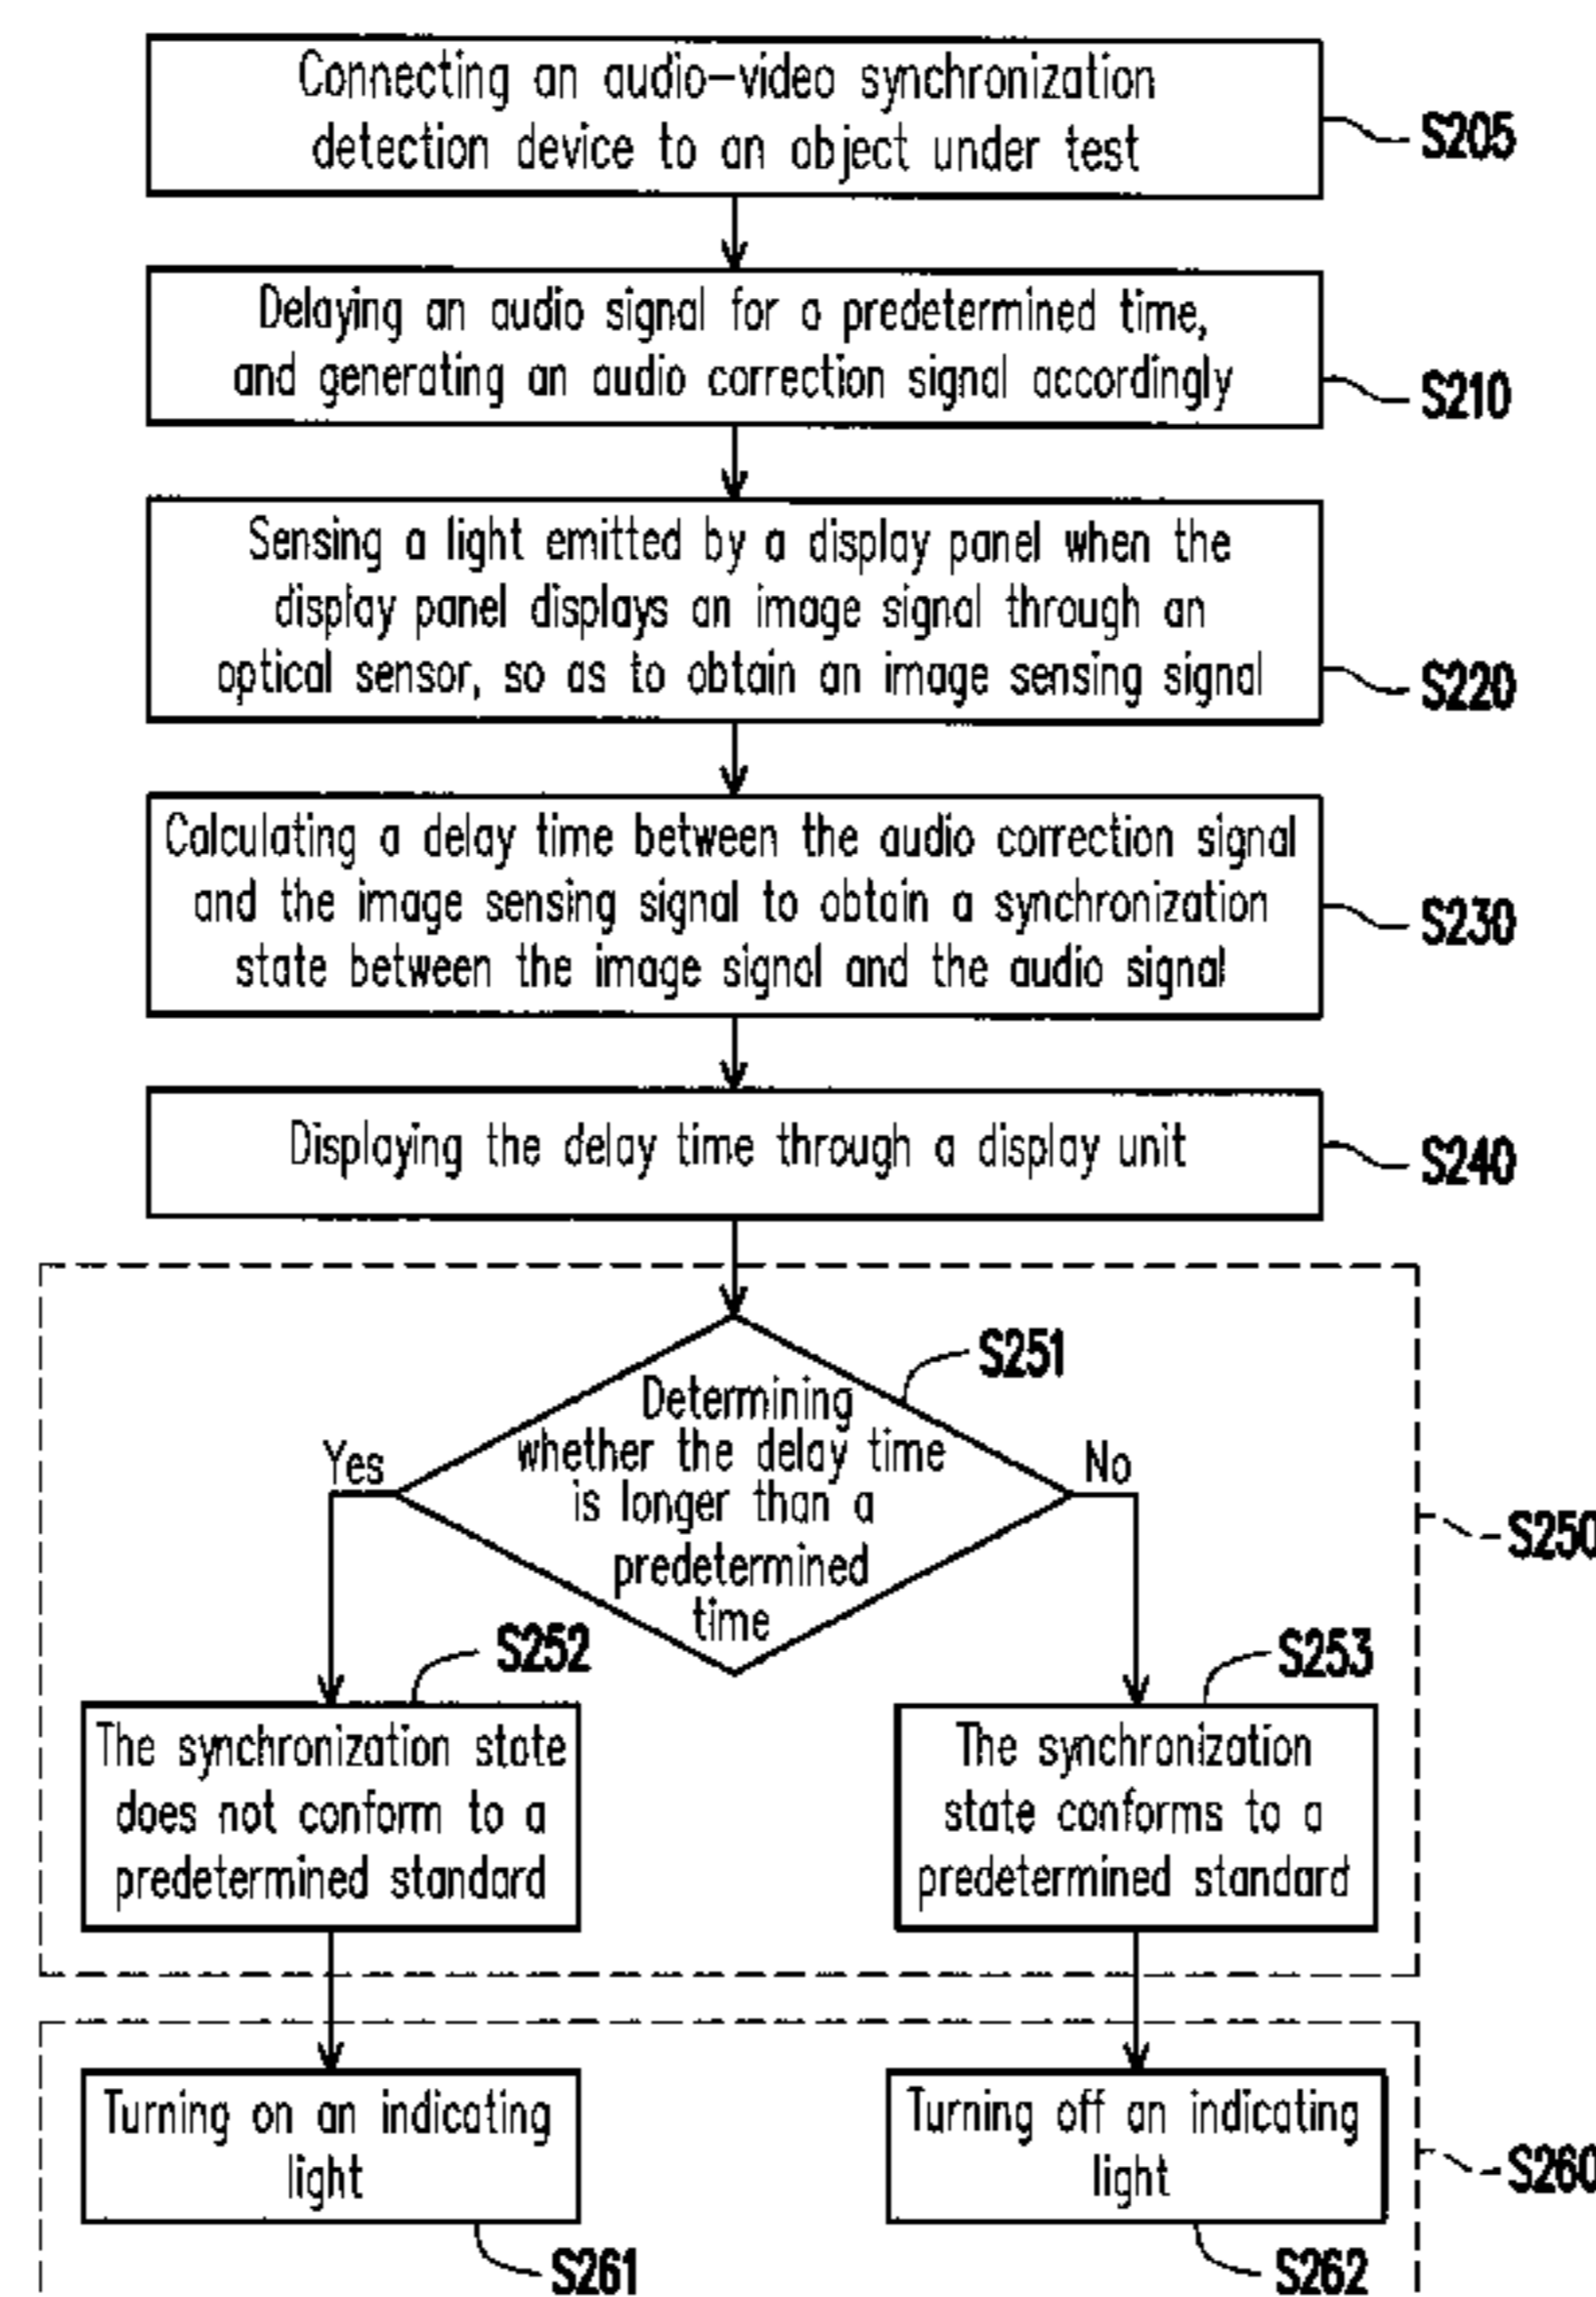 Connecting an audio-video synchronization
detection device to an object under test
S205
Delaying an audio signal for a predetermined time,
and generating an audio correction signal accordingly
S210
Sensing a light emitted by a display panel when the
display panel displays an image signal through an
optical sensor, so as to obtain an image sensing signal
S220
Calculating a delay time between the audio correction signal
and the image sensing signal to obtain a synchronization
state between the image signal and the audio signal
S230
Displaying the delay time through a display unit
S240
S251
Determining
whether the delay time
is longer than a
predetermined
time
Yes
No
S250
S252
S253
The synchronization state
does not conform to a
predetermined standard
The synchronization
state conforms to a
predetermined standard
Turning on an indicating
light
Turning off an indicating
light
S260
S261
S262